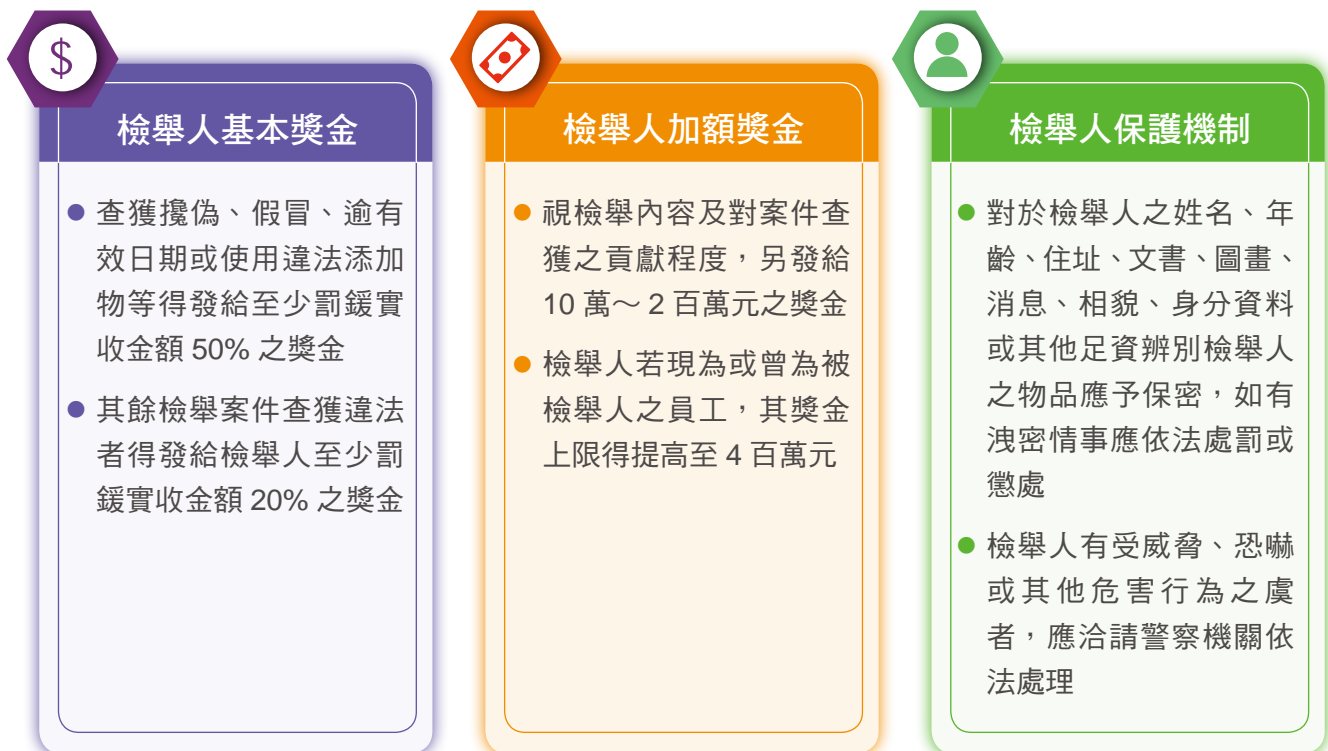 $
檢舉人基本獎金
● 查獲攙偽、假冒、逾有
效日期或使用違法添加
物等得發給至少罰鍰實
收金額 50% 之獎金
● 其餘檢舉案件查獲違法
者得發給檢舉人至少罰
鍰實收金額 20% 之獎金
檢舉人加額獎金
● 視檢舉內容及對案件查
獲之貢獻程度，另發給
10 萬～ 2 百萬元之獎金
● 檢舉人若現為或曾為被
檢舉人之員工，其獎金
上限得提高至 4 百萬元
檢舉人保護機制
● 對於檢舉人之姓名、年
齡、住址、文書、圖畫、
消息、相貌、身分資料
或其他足資辨別檢舉人
之物品應予保密，如有
洩密情事應依法處罰或
懲處
● 檢舉人有受威脅、恐嚇
或其他危害行為之虞
者，應洽請警察機關依
法處理